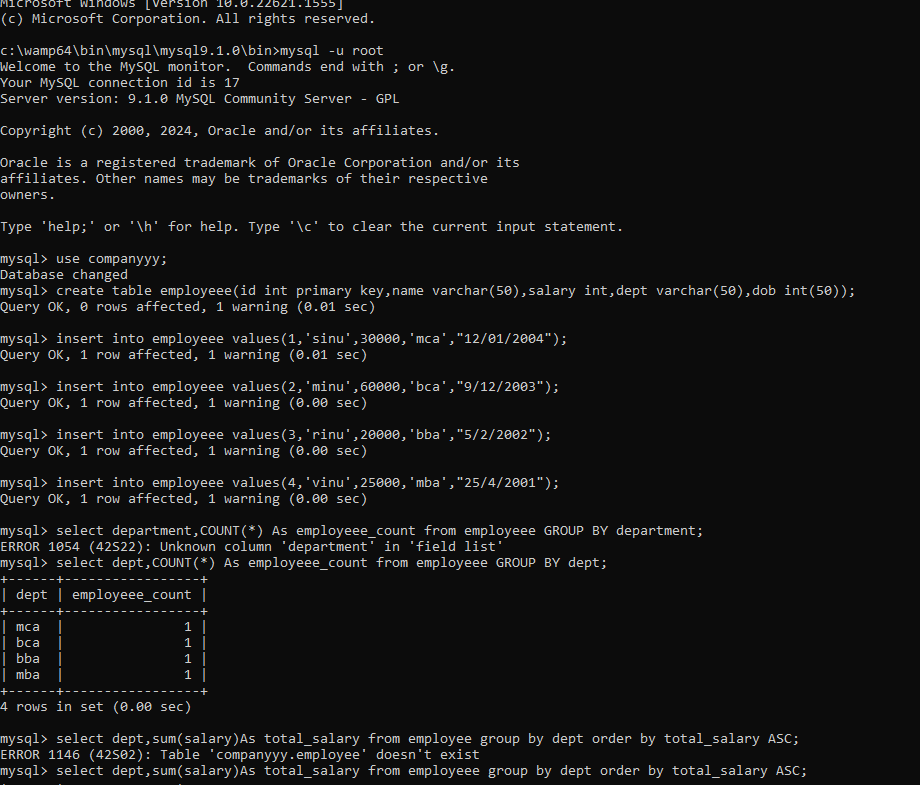 Microsoft Windows [Version 10.0.22621.1555]
(c) Microsoft Corporation. All rights reserved.
c:\wamp64\bin\mysql\mysql9.1.0\bin>mysql -u root
Welcome to the MySQL monitor.  Commands end with ; or \g.
Your MySQL connection id is 17
Server version: 9.1.0 MySQL Community Server - GPL
Copyright (c) 2000, 2024, Oracle and/or its affiliates.
Oracle is a registered trademark of Oracle Corporation and/or its
affiliates. Other names may be trademarks of their respective
owners.
Type 'help;' or '\h' for help. Type '\c' to clear the current input statement.
mysql> use companyyy;
Database changed
mysql> create table employeee(id int primary key,name varchar(50),salary int,dept varchar(50),dob int(50));
Query OK, 0 rows affected, 1 warning (0.01 sec)
mysql> insert into employeee values(1,'sinu',30000,'mca',"12/01/2004");
Query OK, 1 row affected, 1 warning (0.01 sec)
mysql> insert into employeee values(2,'minu',60000,'bca',"9/12/2003");
Query OK, 1 row affected, 1 warning (0.00 sec)
mysql> insert into employeee values(3,'rinu',20000,'bba',"5/2/2002");
Query OK, 1 row affected, 1 warning (0.00 sec)
mysql> insert into employeee values(4,'vinu',25000,'mba',"25/4/2001");
Query OK, 1 row affected, 1 warning (0.00 sec)
mysql> select department,COUNT(*) As employeee_count from employeee GROUP BY department;
ERROR 1054 (42S22): Unknown column 'department' in 'field list'
mysql> select dept,COUNT(*) As employeee_count from employeee GROUP BY dept;
+------+-----------------+
| dept | employeee_count |
+------+-----------------+
| mca  |               1 |
| bca  |               1 |
| bba  |               1 |
| mba  |               1 |
+------+-----------------+
4 rows in set (0.00 sec)
mysql> select dept,sum(salary)As total_salary from employee group by dept order by total_salary ASC;
ERROR 1146 (42S02): Table 'companyyy.employee' doesn't exist
mysql> select dept,sum(salary)As total_salary from employeee group by dept order by total_salary ASC;